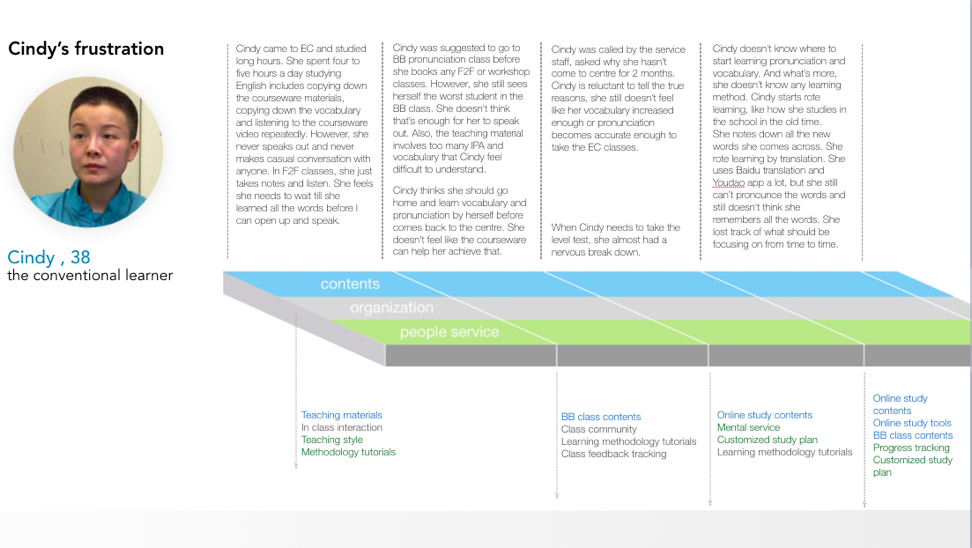 Cindy's frustration
Cindy , 38
the conventional learner
Cindy came to EC and studied
long hours. She spent four to
five hours a day studying
English includes copying down
the courseware materials,
copying down the vocabulary
and listening to the courseware
video repeatedly. However, she
never speaks out and never
makes casual conversation with
anyone. In F2F classes, she just
takes notes and listen. She feels
she needs to wait till she
learned all the words before I
can open up and speak.
Cindy was suggested to go to
BB pronunciation class before
she books any F2F or workshop
classes. However, she still sees
herself the worst student in the
BB class. She doesn't think
that's enough for her to speak
out. Also, the teaching material
involves too many IPA and
vocabulary that Cindy feel
difficult to understand.
Cindy thinks she should go
home and learn vocabulary and
pronunciation by herself before
comes back to the centre. She
doesn't feel like the courseware
can help her achieve that.
Cindy was called by the service
staff, asked why she hasn't
come to centre for 2 months.
Cindy is reluctant to tell the true
reasons, she still doesn't feel
like her vocabulary increased
enough or pronunciation
becomes accurate enough to
take the EC classes.
When Cindy needs to take the
level test, she almost had a
nervous break down.
Cindy doesn't know where to
start learning pronunciation and
vocabulary. And what's more,
she doesn't know any learning
method. Cindy starts rote
learning, like how she studies in
the school in the old time.
She notes down all the new
words she comes across. She
rote learning by translation. She
uses Baidu translation and
Youdao app a lot, but she still
can't pronounce the words and
still doesn't think she
remembers all the words. She
lost track of what should be
focusing on from time to time.
contents
organization
people service
Teaching materials
In class interaction
Teaching style
Methodology tutorials
BB class contents
Class community
Learning methodology tutorials
Class feedback tracking
Online study contents
Mental service
Customized study plan
Learning methodology tutorials
Online study
contents
Online study tools
BB class contents
Progress tracking
Customized study
plan